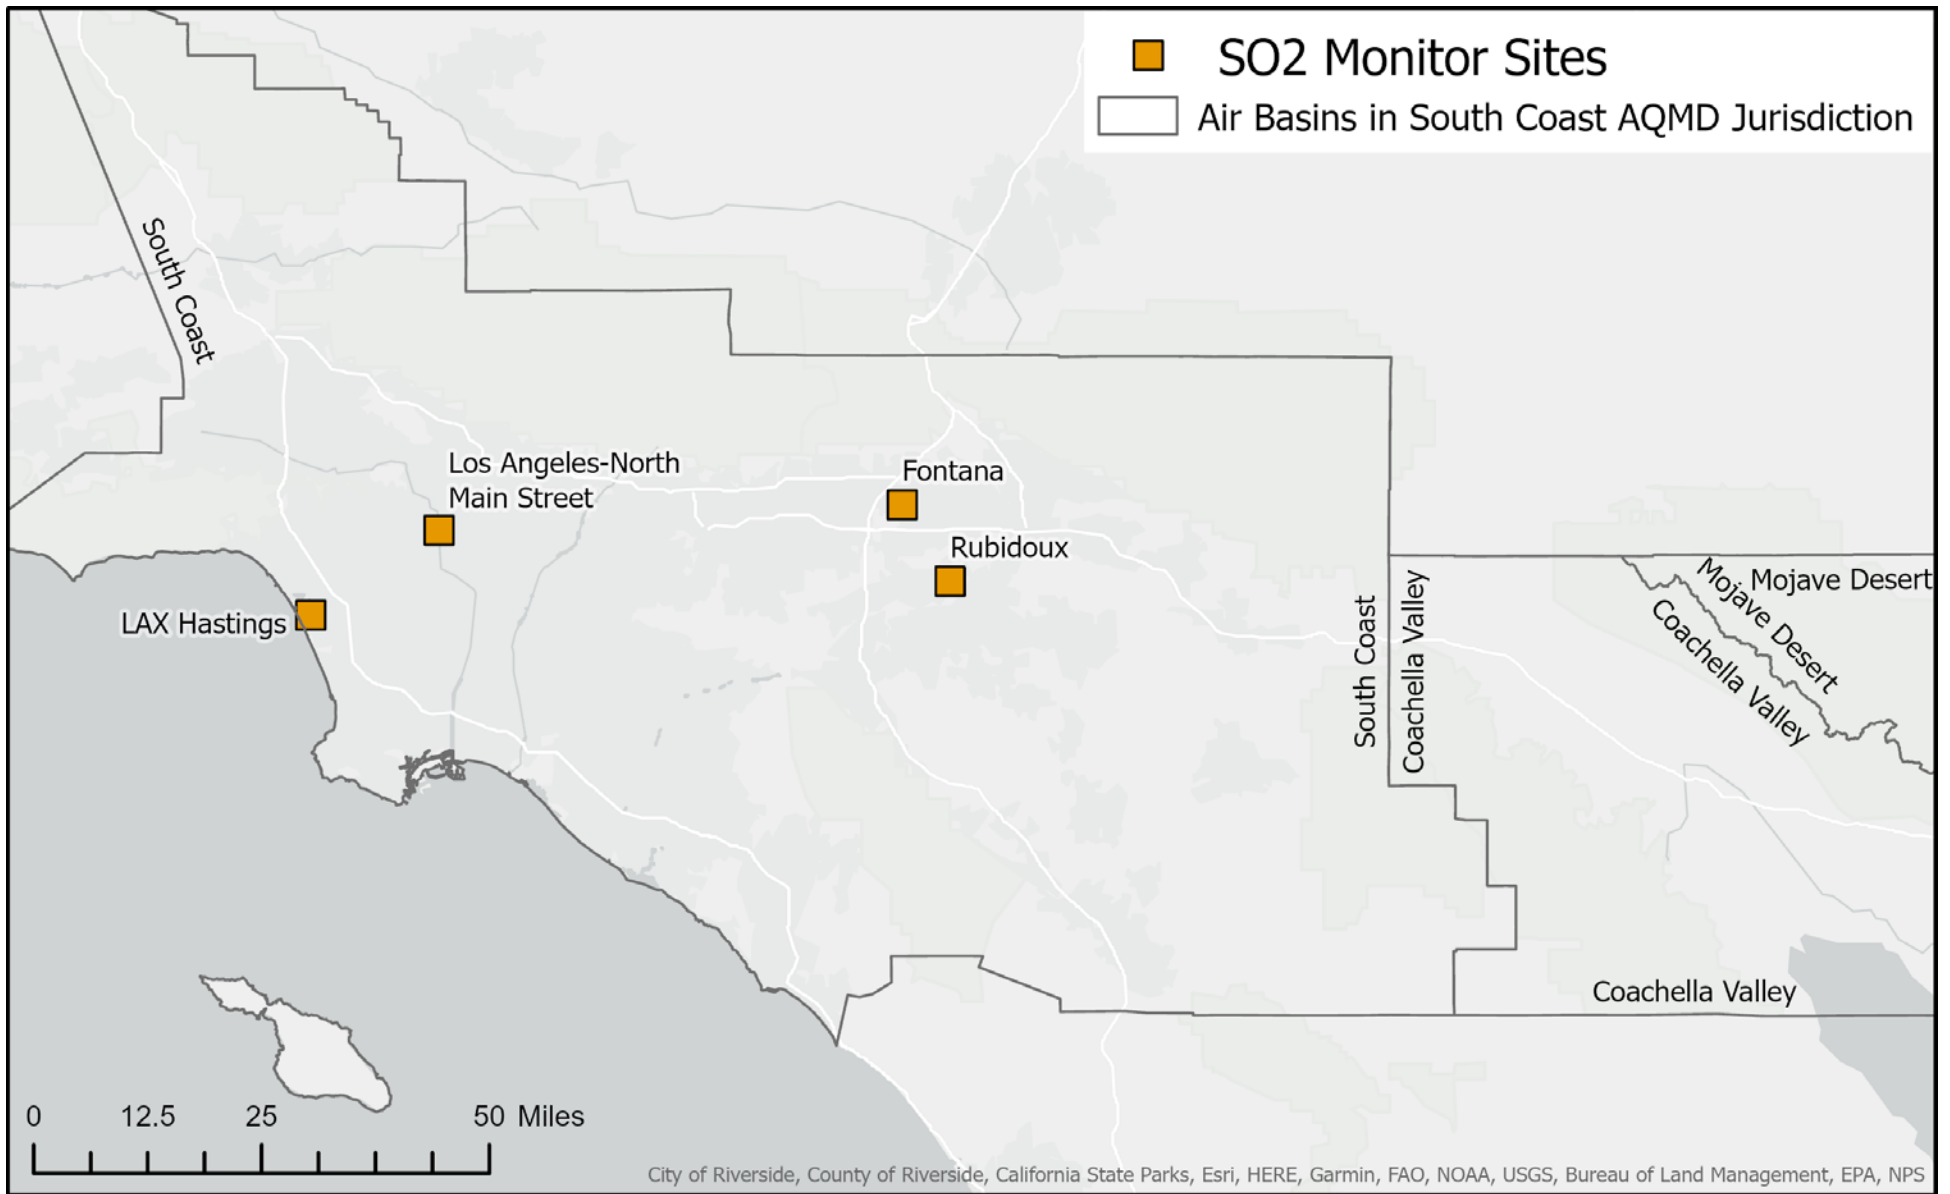 SO2 Monitor Sites
Air Basins in South Coast AQMD Jurisdiction
South Coast
Los Angeles-North
Main Street
Fontana
Rubidoux
LAX Hastings
South Coast
Coachella Valley
Mojave Desert
Mojave Desert
Coachella Valley
Coachella Valley
0 12.5 25 50 Miles
City of Riverside, County of Riverside, California State Parks, Esri, HERE, Garmin, FAO, NOAA, USGS, Bureau of Land Management, EPA, NPS